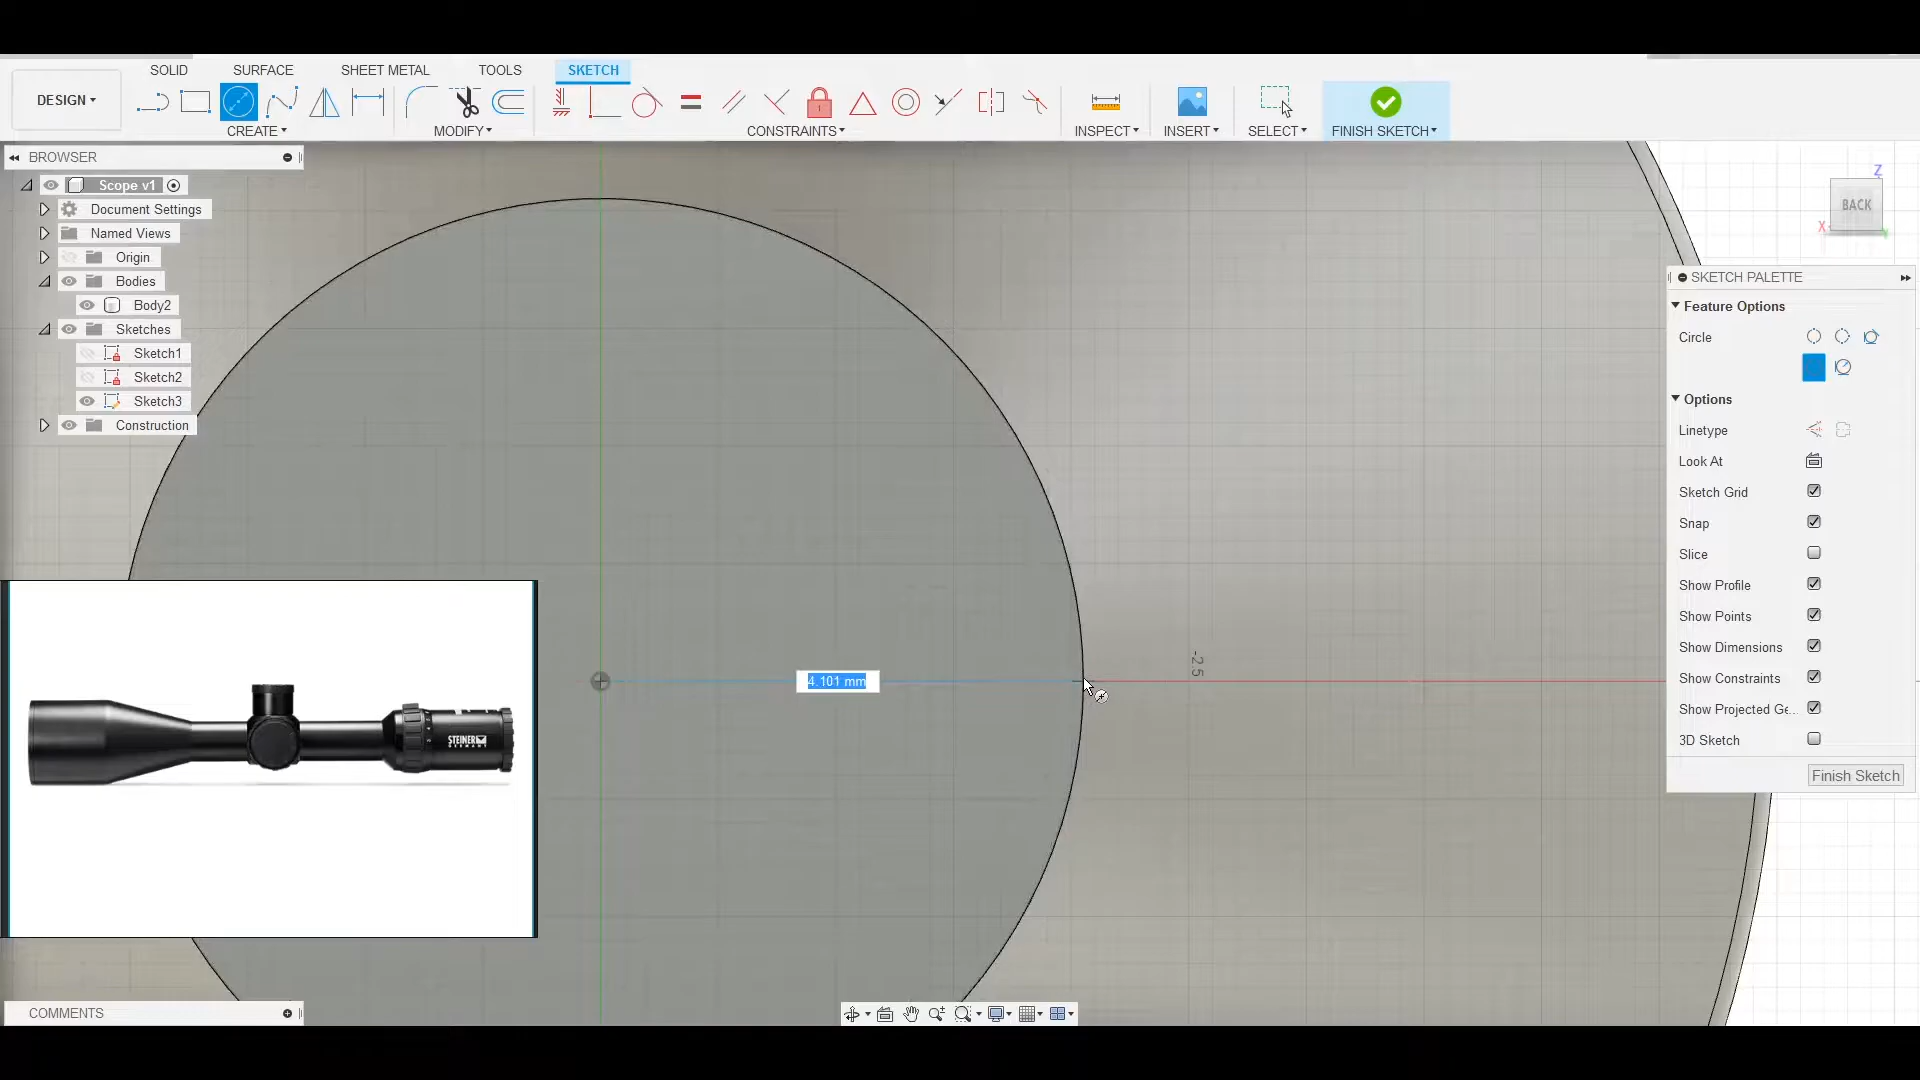 SOLID SURFACE SHEET METAL TOOLS SKETCH
DESIGN
CREATE MODIFY CONSTRAINTS INSPECT INSERT SELECT FINISH SKETCH
BROWSER
Scope v1
Document Settings
Named Views
Origin
Bodies
Body2
Sketches
Sketch1
Sketch2
Sketch3
Construction
Z
BACK
X
SKETCH PALETTE
Feature Options
Circle
Options
Linetype
Look At
Sketch Grid
Snap
Slice
Show Profile
Show Points
Show Dimensions
Show Constraints
Show Projected Ge...
3D Sketch
Finish Sketch
-2.5
4.101 mm
STEINER
GERMANY
COMMENTS